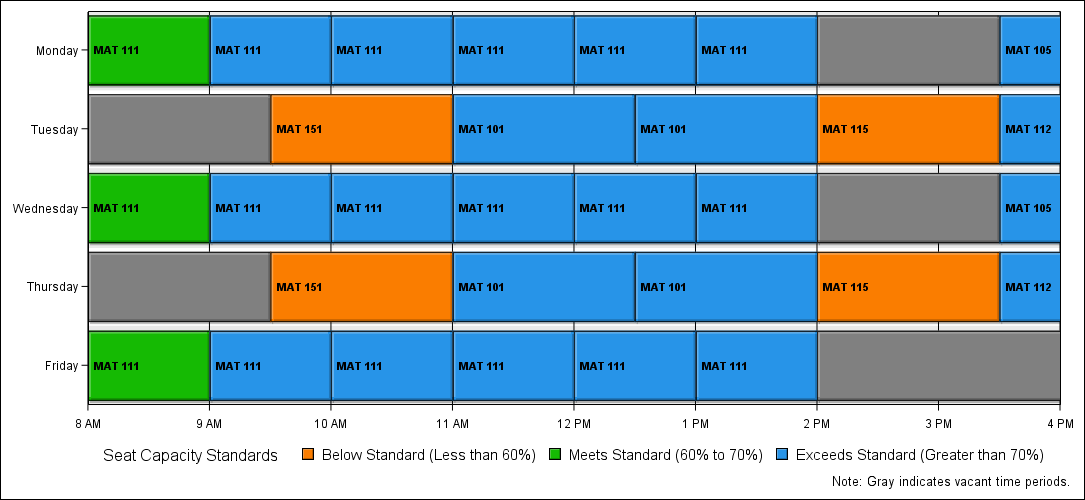 Monday MAT 111 MAT 111 MAT 111 MAT 111 MAT 111 MAT 111 MAT 105
Tuesday MAT 151 MAT 101 MAT 101 MAT 115 MAT 112
Wednesday MAT 111 MAT 111 MAT 111 MAT 111 MAT 111 MAT 111 MAT 105
Thursday MAT 151 MAT 101 MAT 101 MAT 115 MAT 112
Friday MAT 111 MAT 111 MAT 111 MAT 111 MAT 111 MAT 111
8 AM 9 AM 10 AM 11 AM 12 PM 1 PM 2 PM 3 PM 4 PM
Seat Capacity Standards Below Standard (Less than 60%) Meets Standard (60% to 70%) Exceeds Standard (Greater than 70%)
Note: Gray indicates vacant time periods.